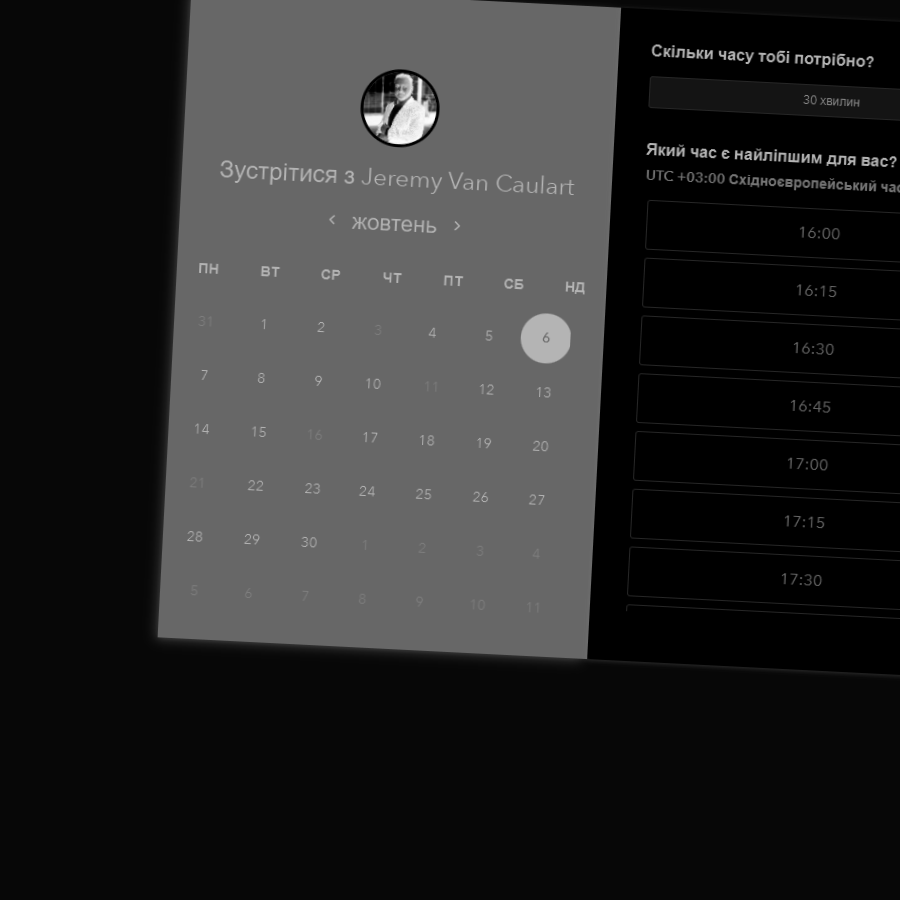 Зустрітися з Jeremy Van Caulart
жовтень
ПН ВТ СР ЧТ ПТ СБ НД
31 1 2 3 4 5 6
7 8 9 10 11 12 13
14 15 16 17 18 19 20
21 22 23 24 25 26 27
28 29 30 1 2 3 4
5 6 7 8 9 10 11
Скільки часу тобі потрібно?
30 хвилин
Який час є найліпшим для вас?
UTC +03:00 Східноєвропейський
16:00
16:15
16:30
16:45
17:00
17:15
17:30